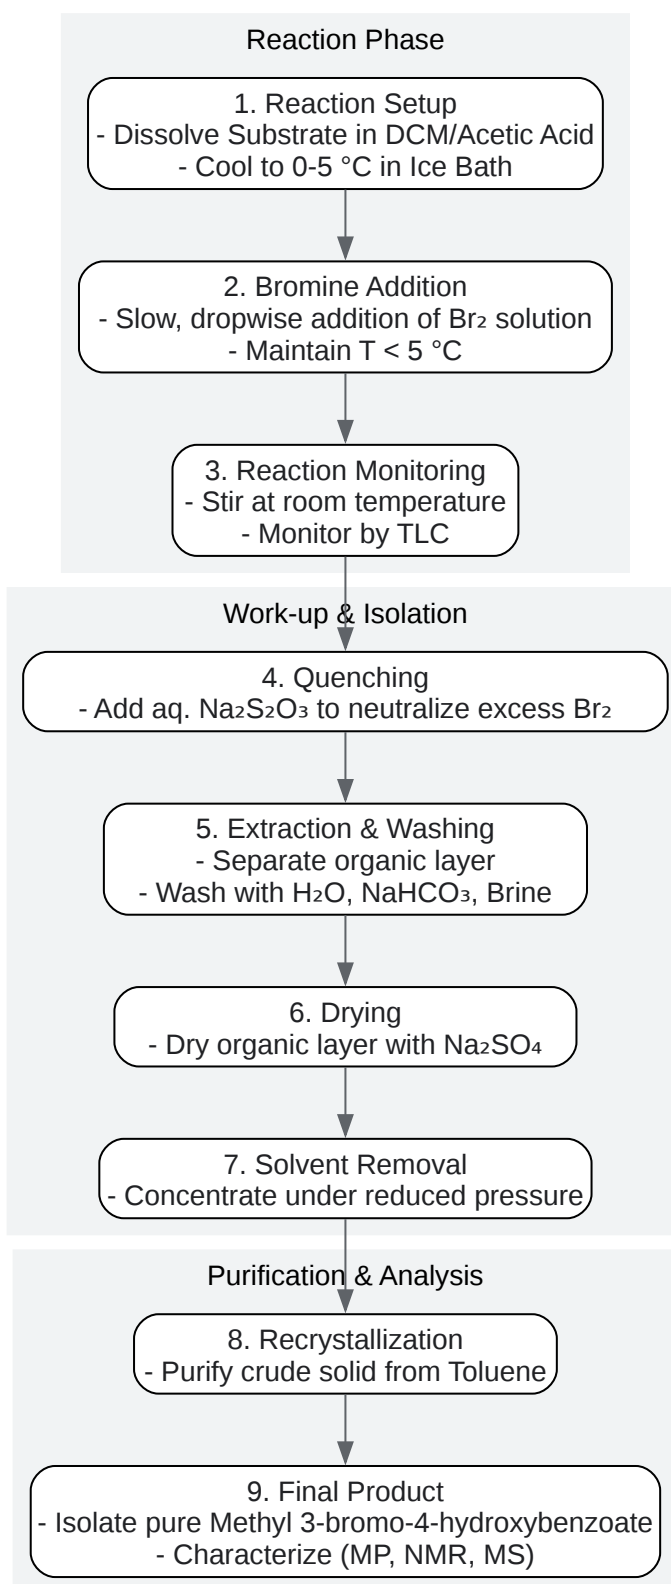 Reaction Phase
1. Reaction Setup
- Dissolve Substrate in DCM/Acetic Acid
- Cool to 0-5 °C in Ice Bath
2. Bromine Addition
- Slow, dropwise addition of Br₂ solution
- Maintain T < 5 °C
3. Reaction Monitoring
- Stir at room temperature
- Monitor by TLC
Work-up & Isolation
4. Quenching
- Add aq. Na₂S₂O₃ to neutralize excess Br₂
5. Extraction & Washing
- Separate organic layer
- Wash with H₂O, NaHCO₃, Brine
6. Drying
- Dry organic layer with Na₂SO₄
7. Solvent Removal
- Concentrate under reduced pressure
Purification & Analysis
8. Recrystallization
- Purify crude solid from Toluene
9. Final Product
- Isolate pure Methyl 3-bromo-4-hydroxybenzoate
- Characterize (MP, NMR, MS)